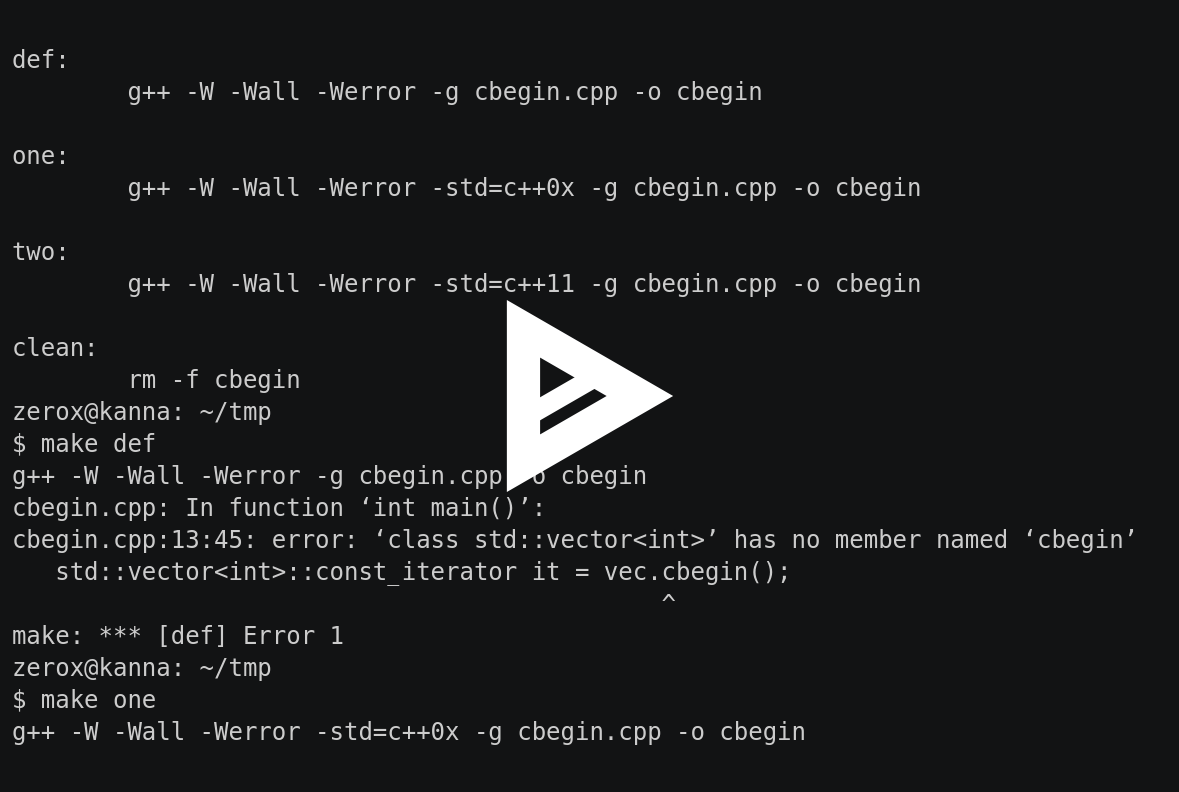 def:
g++ -W -Wall -Werror -g cbegin.cpp -o cbegin
one:
g++ -W -Wall -Werror -std=c++0x -g cbegin.cpp -o cbegin
two:
g++ -W -Wall -Werror -std=c++11 -g cbegin.cpp -o cbegin
clean:
rm -f cbegin
zerox@kanna: ~/tmp
$ make def
g++ -W -Wall -Werror -g cbegin.cpp -o cbegin
cbegin.cpp: In function ‘int main()’:
cbegin.cpp:13:45: error: ‘class std::vector<int>’ has no member named ‘cbegin’
std::vector<int>::const_iterator it = vec.cbegin();
^
make: *** [def] Error 1
zerox@kanna: ~/tmp
$ make one
g++ -W -Wall -Werror -std=c++0x -g cbegin.cpp -o cbegin